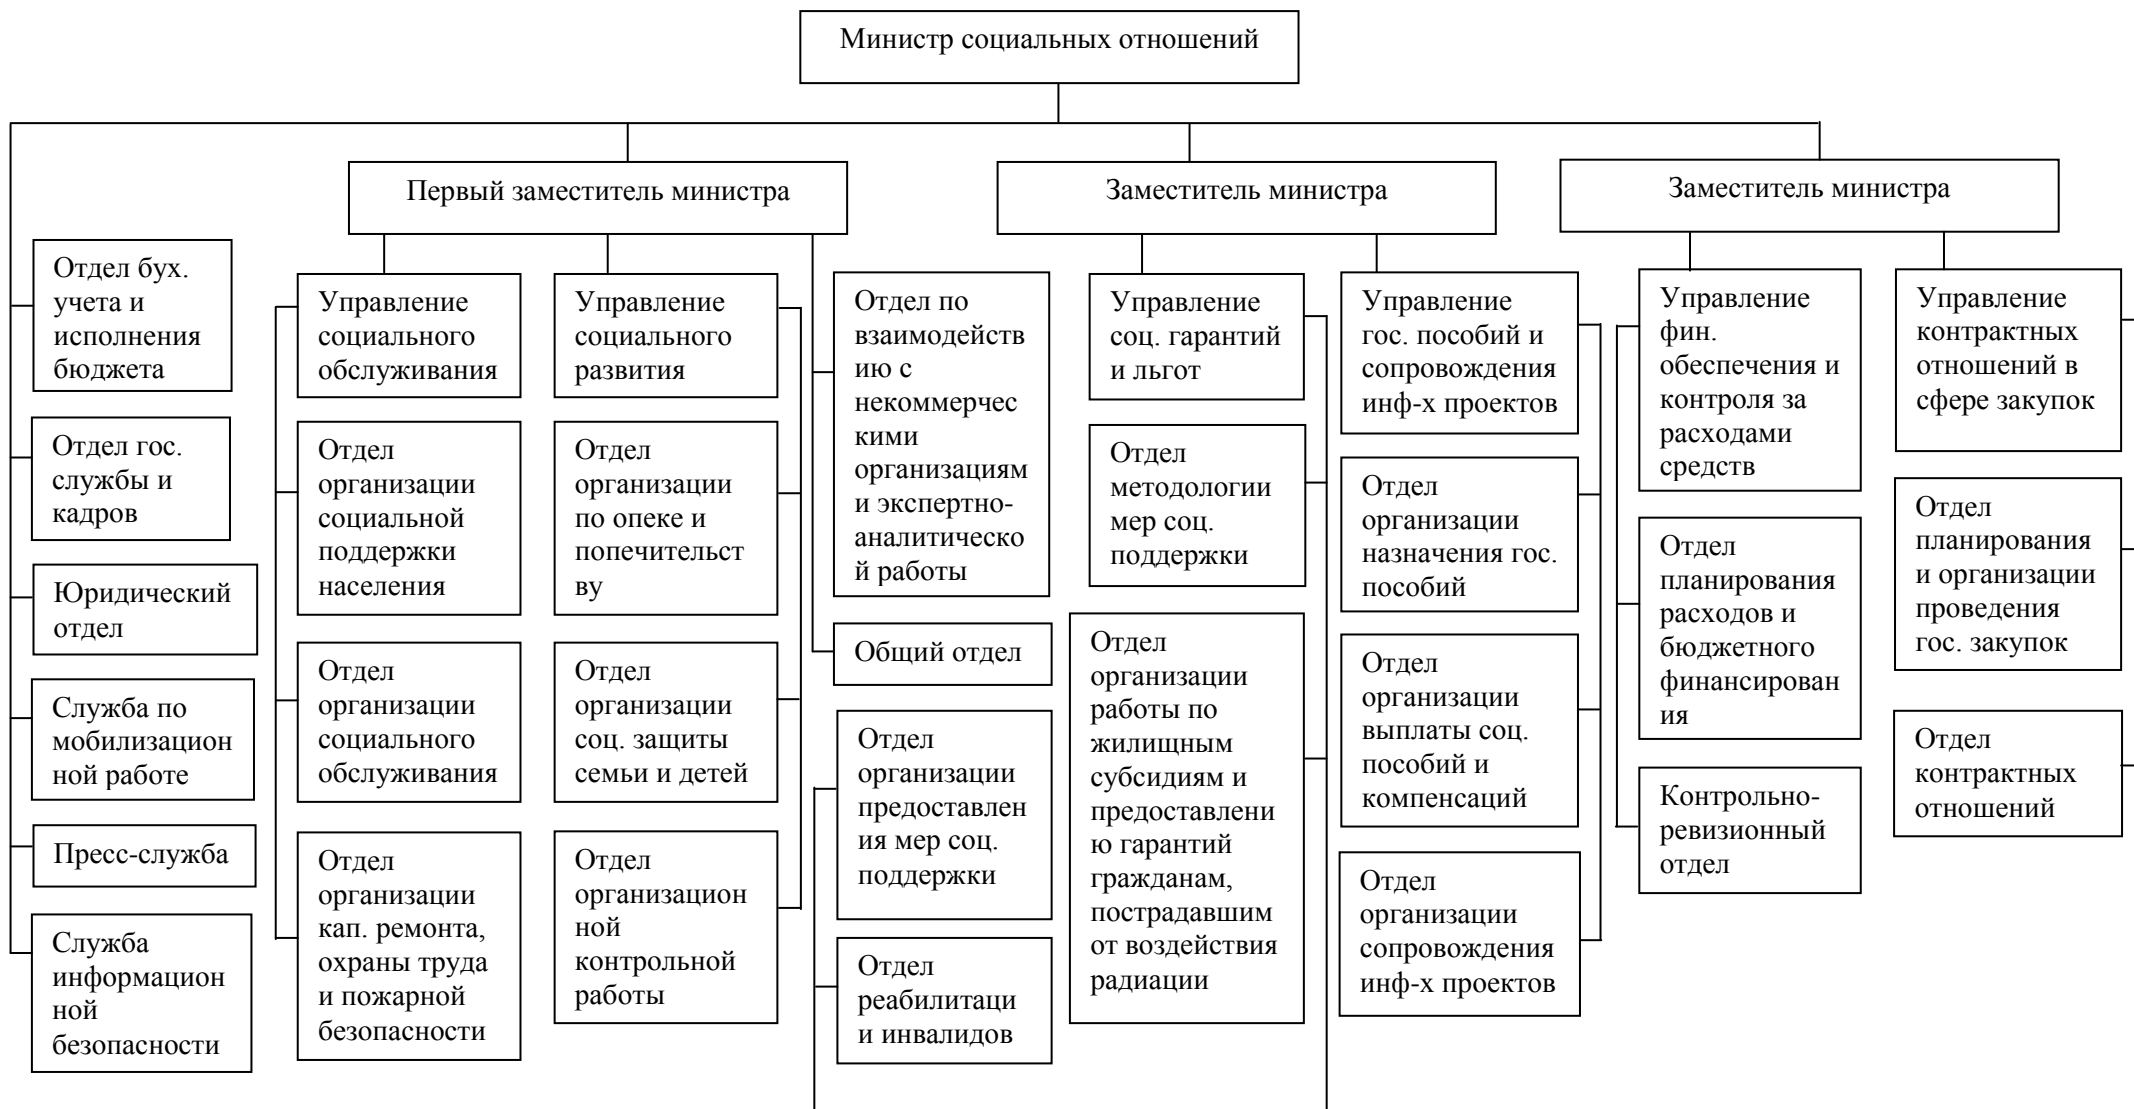 Министр социальных отношений
Первый заместитель министра
Заместитель министра
Заместитель министра
Отдел бух.
учета и
исполнения
бюджета
Отдел гос.
службы и
кадров
Юридический
отдел
Служба по
мобилизацион
ной работе
Пресс-служба
Служба
информацион
ной
безопасности
Управление
социального
обслуживания
Отдел
организации
социальной
поддержки
населения
Отдел
организации
социального
обслуживания
Отдел
организации
кап. ремонта,
охраны труда
и пожарной
безопасности
Управление
социального
развития
Отдел
организации
по опеке и
попечительст
ву
Отдел
организации
соц. защиты
семьи и детей
Отдел
организацион
ной
контрольной
работы
Отдел по
взаимодейств
ию с
некоммерчес
кими
организациям
и экспертно-
аналитическо
й работы
Общий отдел
Отдел
организации
предоставлен
ия мер соц.
поддержки
Отдел
реабилитаци
и инвалидов
Управление
соц. гарантий
и льгот
Отдел
методологии
мер соц.
поддержки
Отдел
организации
работы по
жилищным
субсидиям и
предоставлени
ю гарантий
гражданам,
пострадавшим
от воздействия
радиации
Управление
гос. пособий и
сопровождения
инф-х проектов
Отдел
организации
назначения гос.
пособий
Отдел
организации
выплаты соц.
пособий и
компенсаций
Отдел
организации
сопровождения
инф-х проектов
Управление
фин.
обеспечения и
контроля за
расходами
средств
Отдел
планирования
расходов и
бюджетного
финансирован
ия
Контрольно-
ревизионный
отдел
Управление
контрактных
отношений в
сфере закупок
Отдел
планирования
и организации
проведения
гос. закупок
Отдел
контрактных
отношений